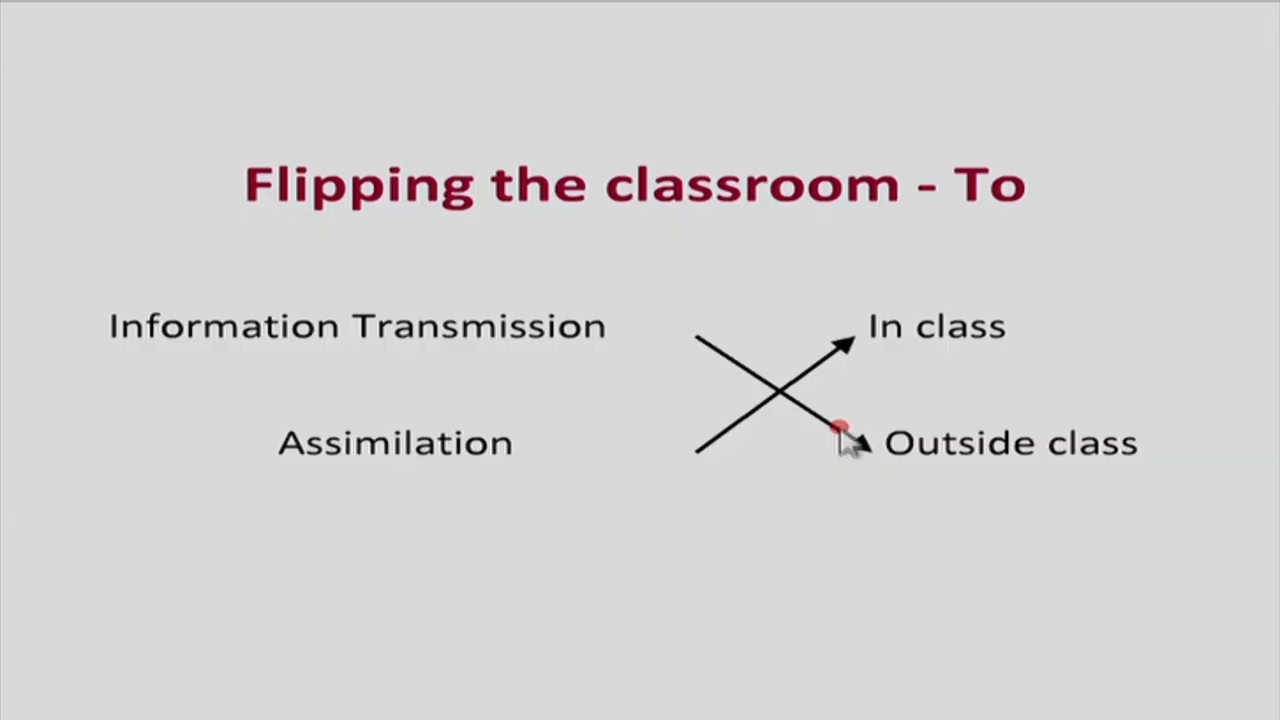 Flipping the classroom - To
Information Transmission In class
Assimilation Outside class